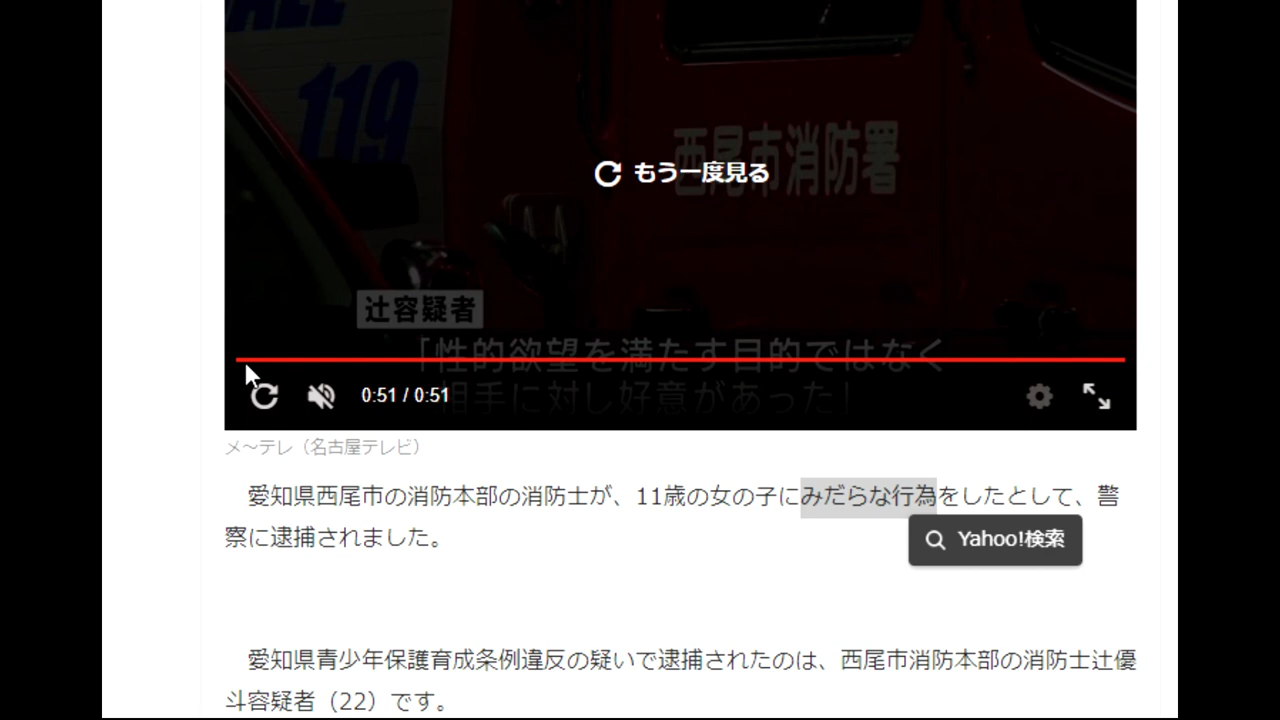 119
西尾市消防署
もう一度見る
辻容疑者
「性的欲望を満たす目的ではなく
相手に対し好意があった」
0:51 / 0:51
メ〜テレ（名古屋テレビ）
愛知県西尾市の消防本部の消防士が、11歳の女の子にみだらな行為をしたとして、警
察に逮捕されました。
Yahoo!検索
愛知県青少年保護育成条例違反の疑いで逮捕されたのは、西尾市消防本部の消防士辻優
斗容疑者（22）です。